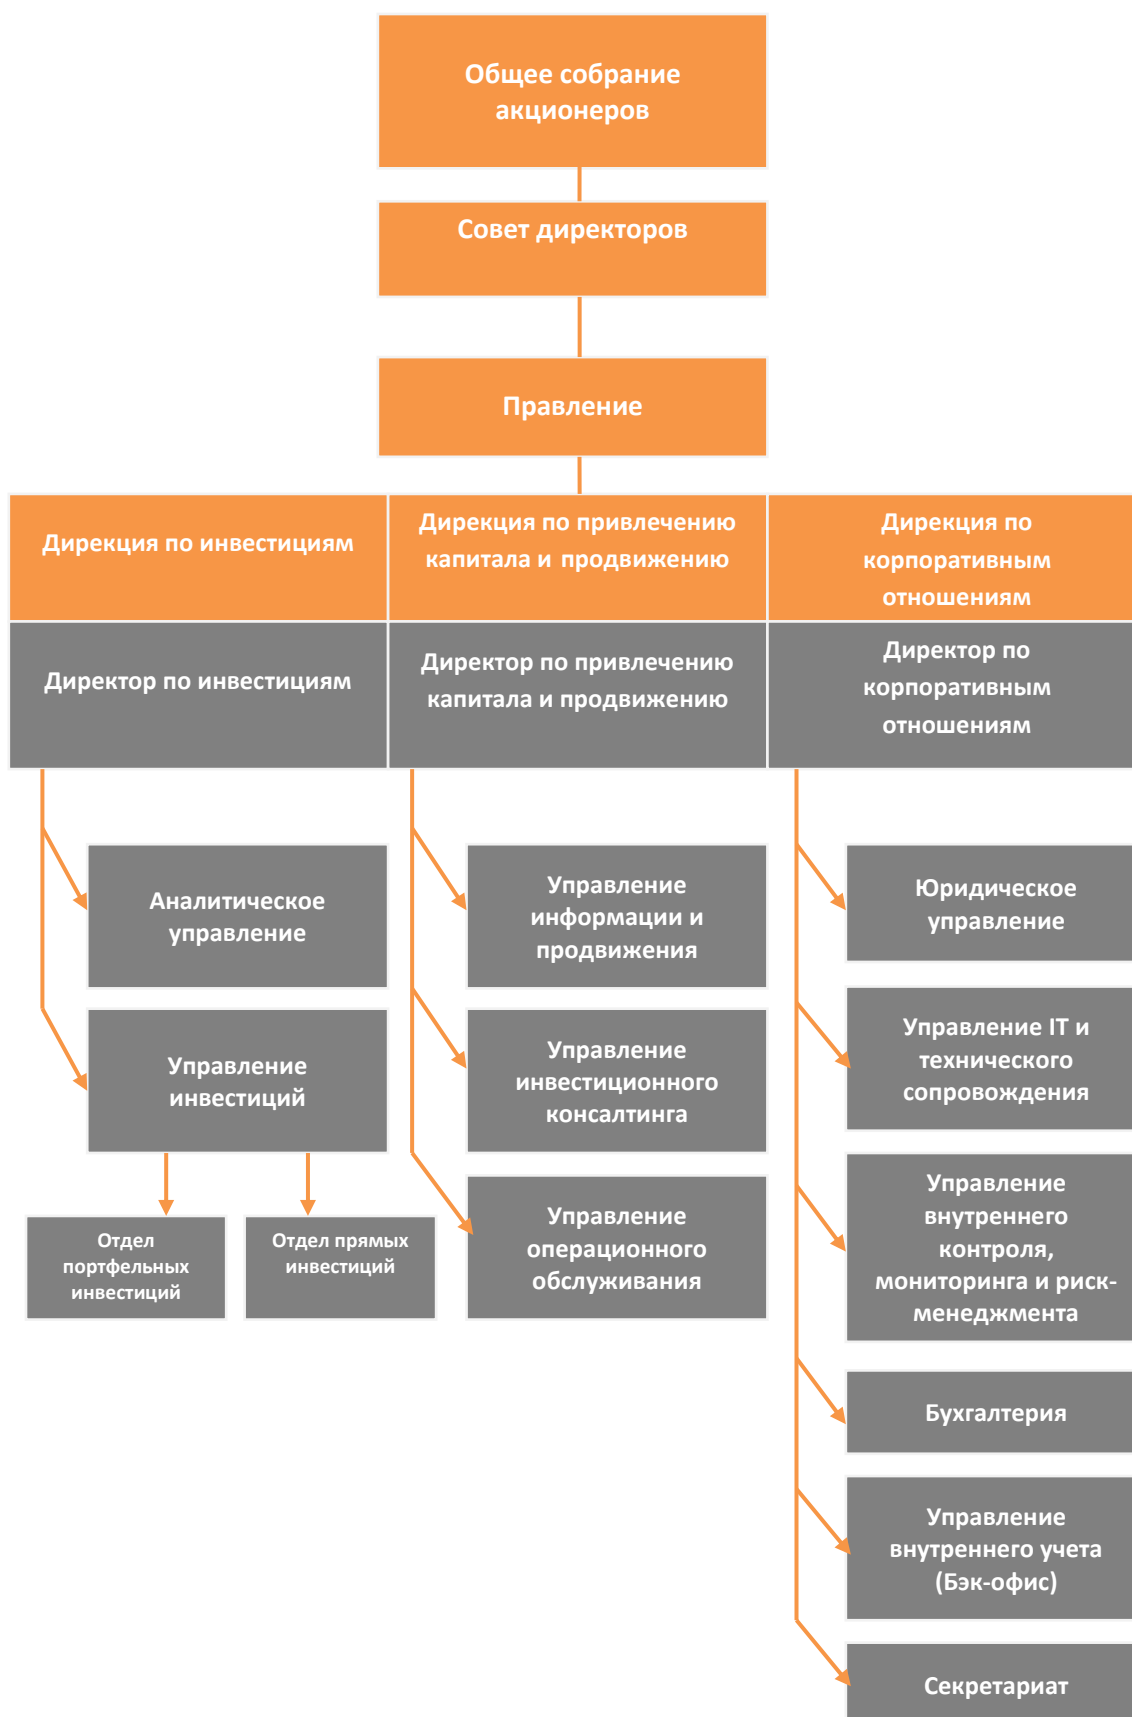 Общее собрание
акционеров
Совет директоров
Правление
Дирекция по инвестициям
Дирекция по привлечению
капитала и продвижению
Дирекция по
корпоративным
отношениям
Директор по инвестициям
Директор по привлечению
капитала и продвижению
Директор по
корпоративным
отношениям
Аналитическое
управление
Управление
инвестиций
Отдел
портфельных
инвестиций
Отдел прямых
инвестиций
Управление
информации и
продвижения
Управление
инвестиционного
консалтинга
Управление
операционного
обслуживания
Юридическое
управление
Управление IT и
технического
сопровождения
Управление
внутреннего
контроля,
мониторинга и риск-
менеджмента
Бухгалтерия
Управление
внутреннего учета
(Бэк-офис)
Секретариат